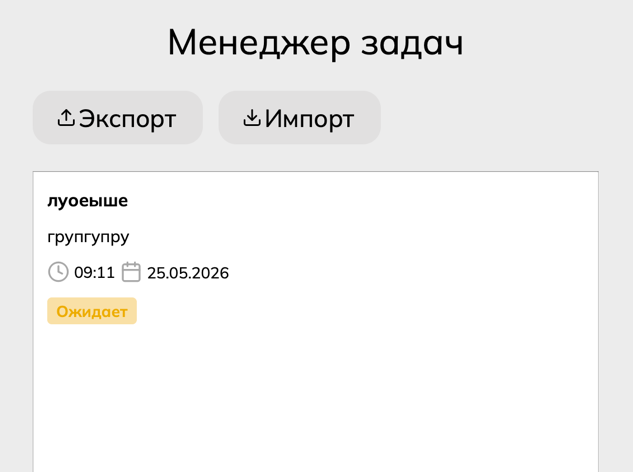 Менеджер задач
Экспорт Импорт
луоеыше
групгупру
09:11 25.05.2026
Ожидает